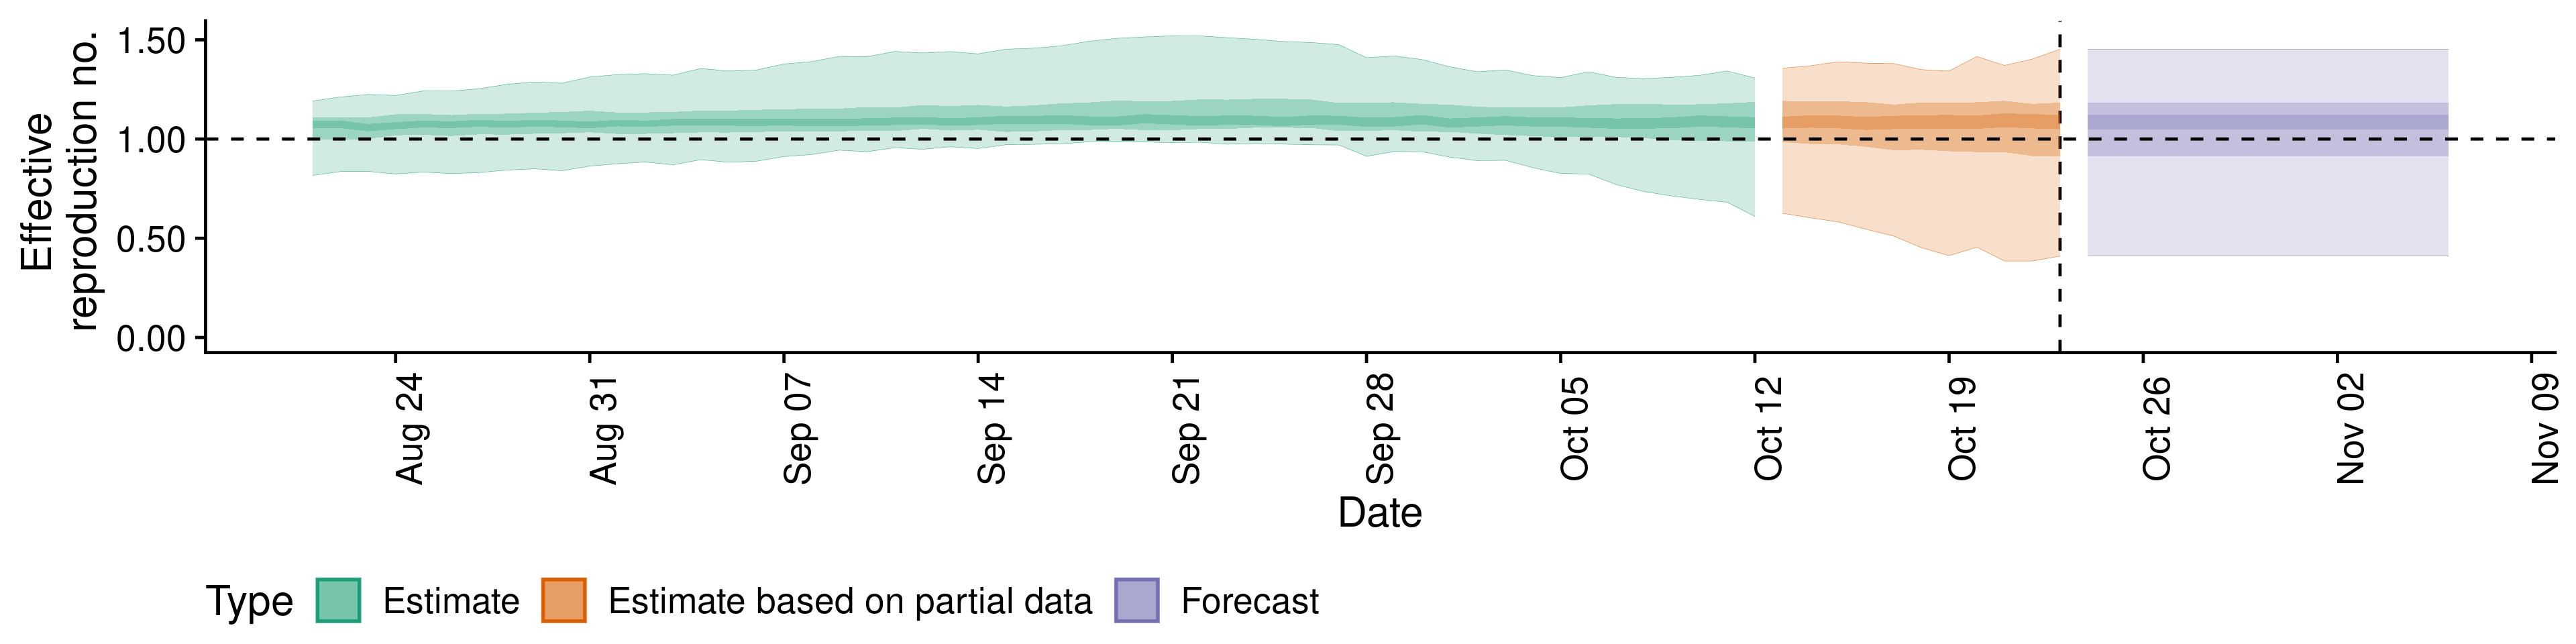 Effective
reproduction no.
1.50
1.00
0.50
0.00
Aug 24
Aug 31
Sep 07
Sep 14
Sep 21
Sep 28
Oct 05
Oct 12
Oct 19
Oct 26
Nov 02
Nov 09
Date
Type Estimate Estimate based on partial data Forecast